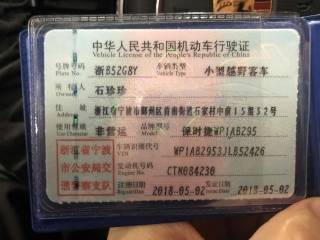 中华人民共和国机动车行驶证
Vehicle License of the People's Republic of China
号牌号码 浙B52G8Y 车辆类型 小型越野客车
Plate No. Vehicle Type
所有人 石珍珍
Owner
住址 浙江省宁波市鄞州区首南街道石家村中前15号32号
Address
使用性质 非营运 品牌型号 保时捷WP1ABZ95
Use Character Model
浙江省宁波市公安局交通警察支队
车辆识别代号 WP1ABZ953JLB52426
VIN
发动机号码 CTM084230
Engine No.
注册日期 2018-05-02 发证日期 2018-05-02
Register Date Issue Date